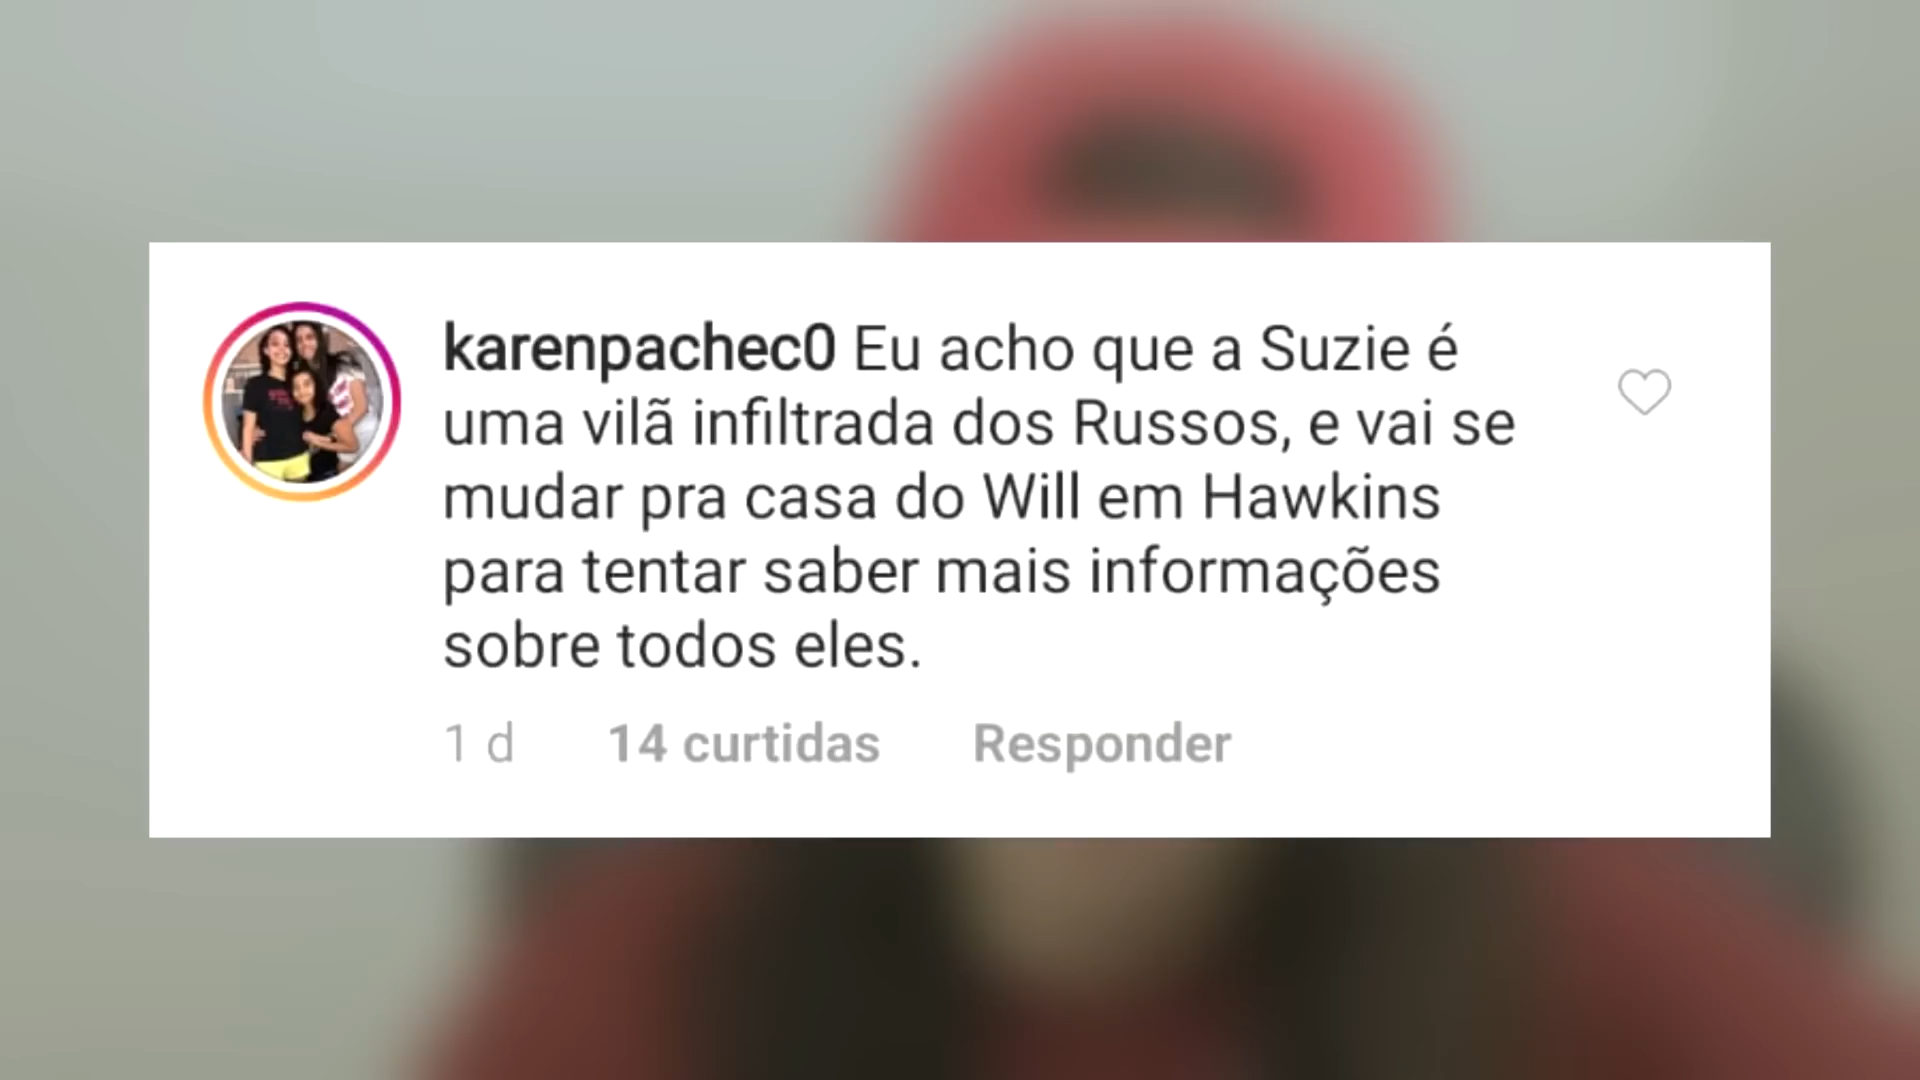 karenpachec0 Eu acho que a Suzie é
uma vilã infiltrada dos Russos, e vai se
mudar pra casa do Will em Hawkins
para tentar saber mais informações
sobre todos eles.
1 d 14 curtidas Responder